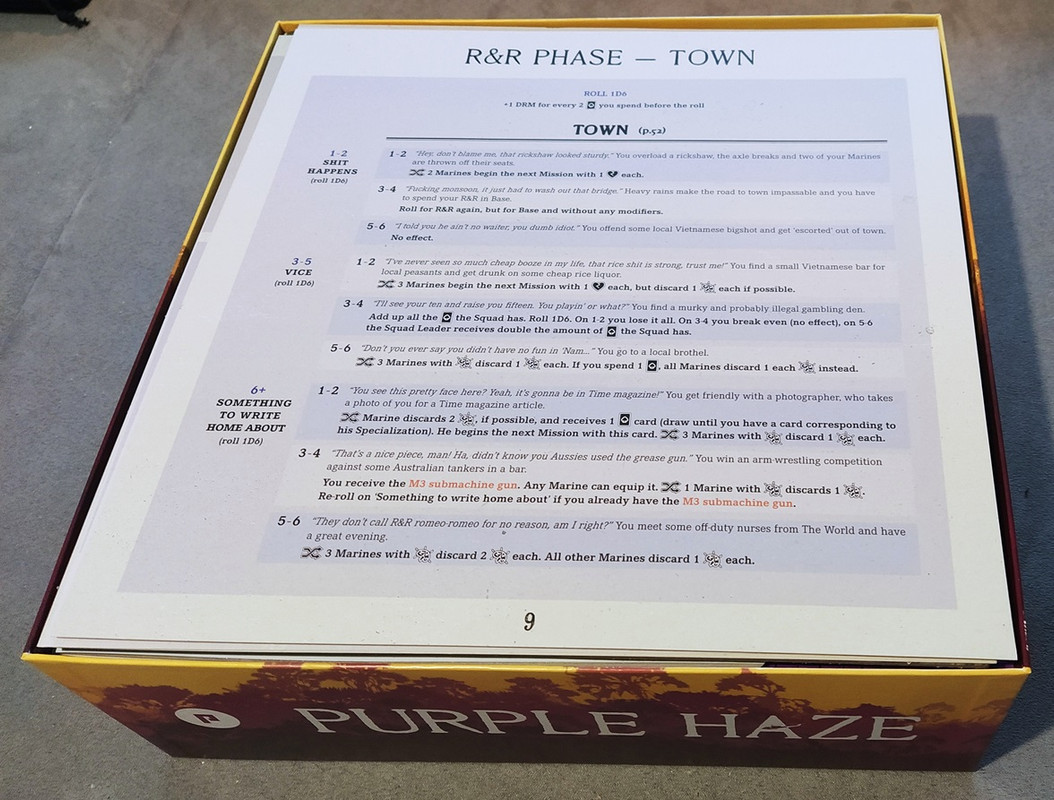 R&R PHASE – TOWN
ROLL 1D6
+1 DRM for every 2 you spend before the roll
TOWN (p.52)
1-2
SHIT
HAPPENS
(roll 1D6)
1-2 "Hey, don't blame me, that rickshaw looked sturdy." You overload a rickshaw, the axle breaks and two of your Marines
are thrown off their seats.
2 Marines begin the next Mission with 1 each.
3-4 "Fucking monsoon, it just had to wash out that bridge." Heavy rains make the road to town impassable and you have
to spend your R&R in Base.
Roll for R&R again, but for Base and without any modifiers.
5-6 "I told you he ain't no waiter, you dumb idiot." You offend some local Vietnamese bigshot and get 'escorted' out of town.
No effect.
3-5
VICE
(roll 1D6)
1-2 "I've never seen so much cheap booze in my life, that rice shit is strong, trust me!" You find a small Vietnamese bar for
local peasants and get drunk on some cheap rice liquor.
3 Marines begin the next Mission with 1 each, but discard 1 each if possible.
3-4 "I'll see your ten and raise you fifteen. You playin' or what?" You find a murky and probably illegal gambling den.
Add up all the the Squad has. Roll 1D6. On 1-2 you lose it all. On 3-4 you break even (no effect), on 5-6
the Squad Leader receives double the amount of the Squad has.
5-6 "Don't you ever say you didn't have no fun in 'Nam..." You go to a local brothel.
3 Marines with discard 1 each. If you spend 1 , all Marines discard 1 each instead.
6+
SOMETHING
TO WRITE
HOME ABOUT
(roll 1D6)
1-2 "You see this pretty face here? Yeah, it's gonna be in Time magazine!" You get friendly with a photographer, who takes
a photo of you for a Time magazine article.
Marine discards 2 , if possible, and receives 1 card (draw until you have a card corresponding to
his Specialization). He begins the next Mission with this card. 3 Marines with discard 1 each.
3-4 "That's a nice piece, man! Ha, didn't know you Aussies used the grease gun." You win an arm-wrestling competition
against some Australian tankers in a bar.
You receive the M3 submachine gun. Any Marine can equip it. 1 Marine with discards 1 .
Re-roll on 'Something to write home about' if you already have the M3 submachine gun.
5-6 "They don't call R&R romeo-romeo for no reason, am I right?" You meet some off-duty nurses from The World and have
a great evening.
3 Marines with discard 2 each. All other Marines discard 1 each.
9
PURPLE HAZE